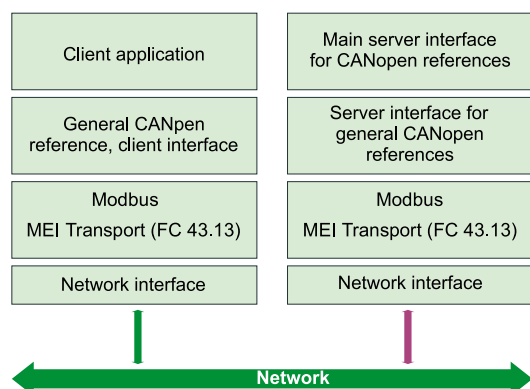 Client application
General CANpen
reference, client interface
Modbus
MEI Transport (FC 43.13)
Network interface
Main server interface
for CANopen references
Server interface for
general CANopen
references
Modbus
MEI Transport (FC 43.13)
Network interface
Network